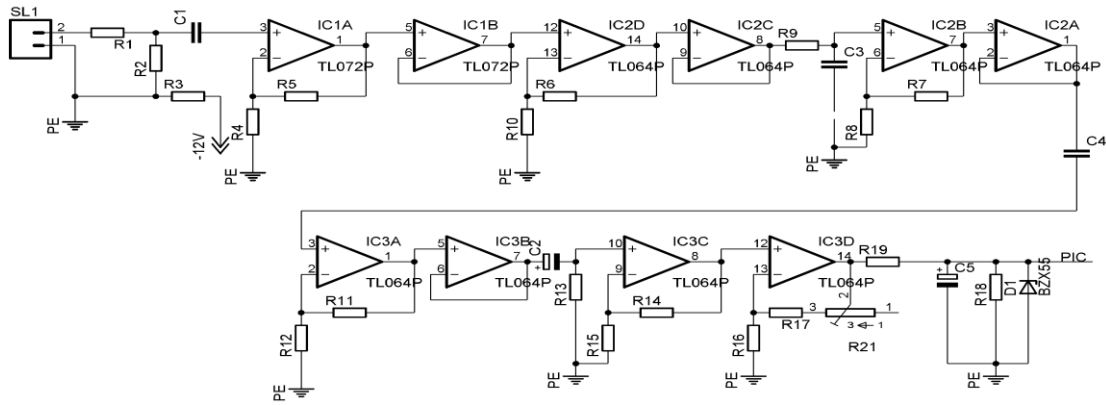 SL1
2
1
R1
R2
R3
-12V
PE
C1
3
2
1
IC1A
TL072P
R5
R4
PE
5
6
7
IC1B
TL072P
12
13
14
IC2D
TL064P
R6
R10
PE
10
9
8
IC2C
TL064P
R9
C3
PE
5
6
7
IC2B
TL064P
R7
R8
3
2
1
IC2A
TL064P
C4
3
2
1
IC3A
TL064P
R11
R12
PE
5
6
7
IC3B
TL064P
C2
+
R13
10
9
8
IC3C
TL064P
R14
R15
PE
12
13
14
IC3D
TL064P
R19
R17
R16
PE
3
2
1
3
1
R21
+
C5
R18
D1
BZX55
PIC
PE